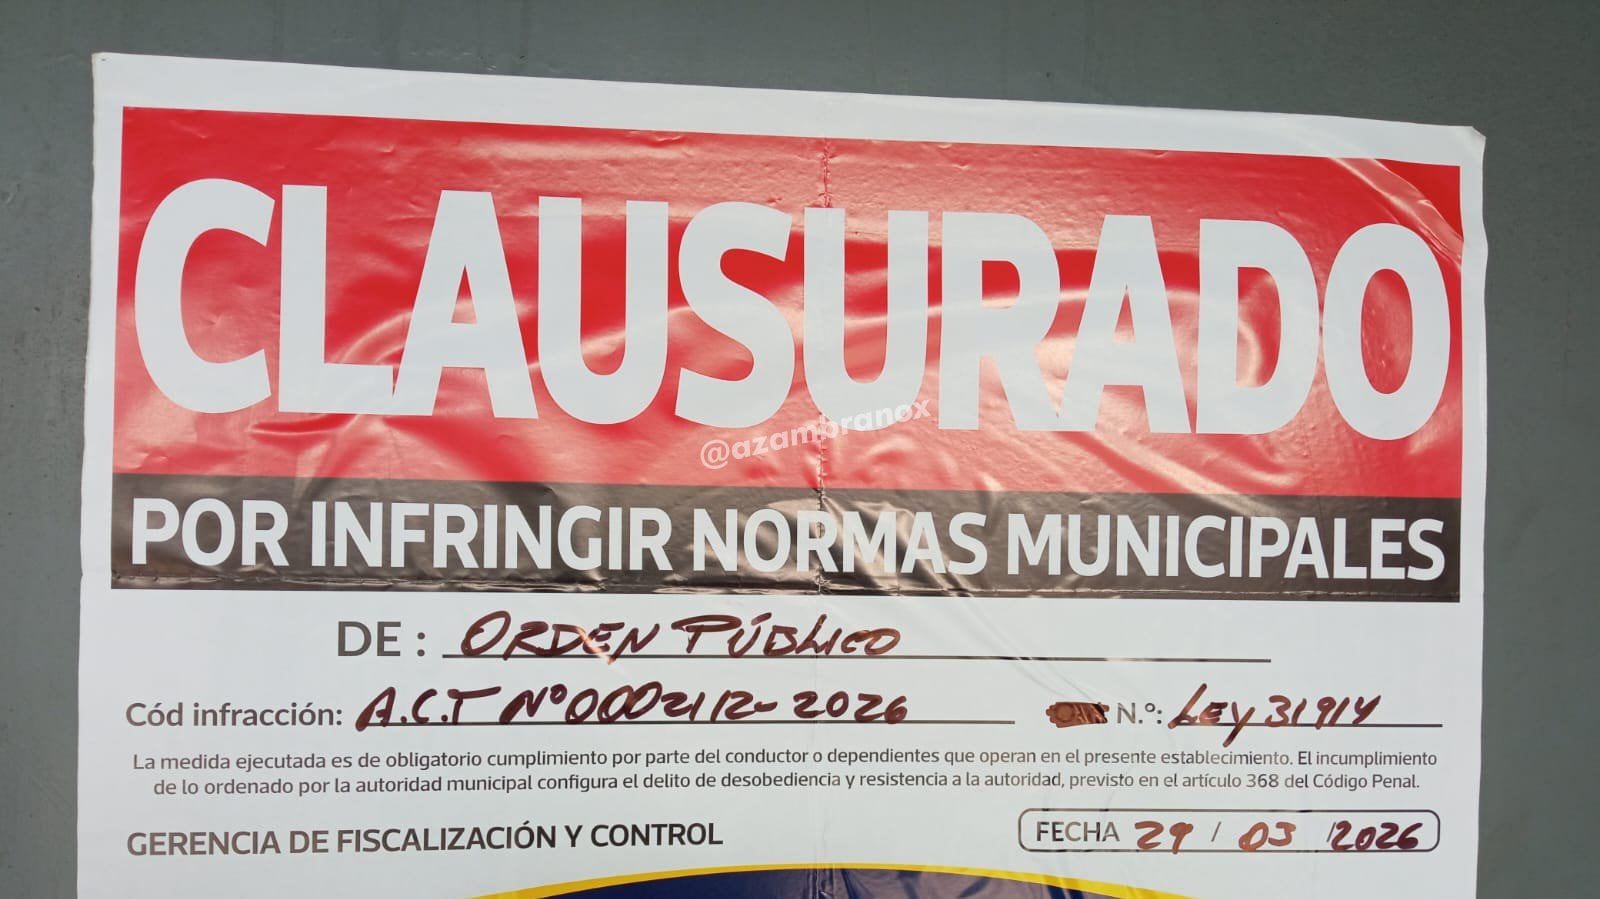 CLAUSURADO
@azambranox
POR INFRINGIR NORMAS MUNICIPALES
DE: ORDEN PÚBLICO
Cód infracción: A.C.T Nº0002112-2026 N.º: LEY 31914
La medida ejecutada es de obligatorio cumplimiento por parte del conductor o dependientes que operan en el presente establecimiento. El incumplimiento
de lo ordenado por la autoridad municipal configura el delito de desobediencia y resistencia a la autoridad, previsto en el artículo 368 del Código Penal.
GERENCIA DE FISCALIZACIÓN Y CONTROL
FECHA 29 / 03 /2026